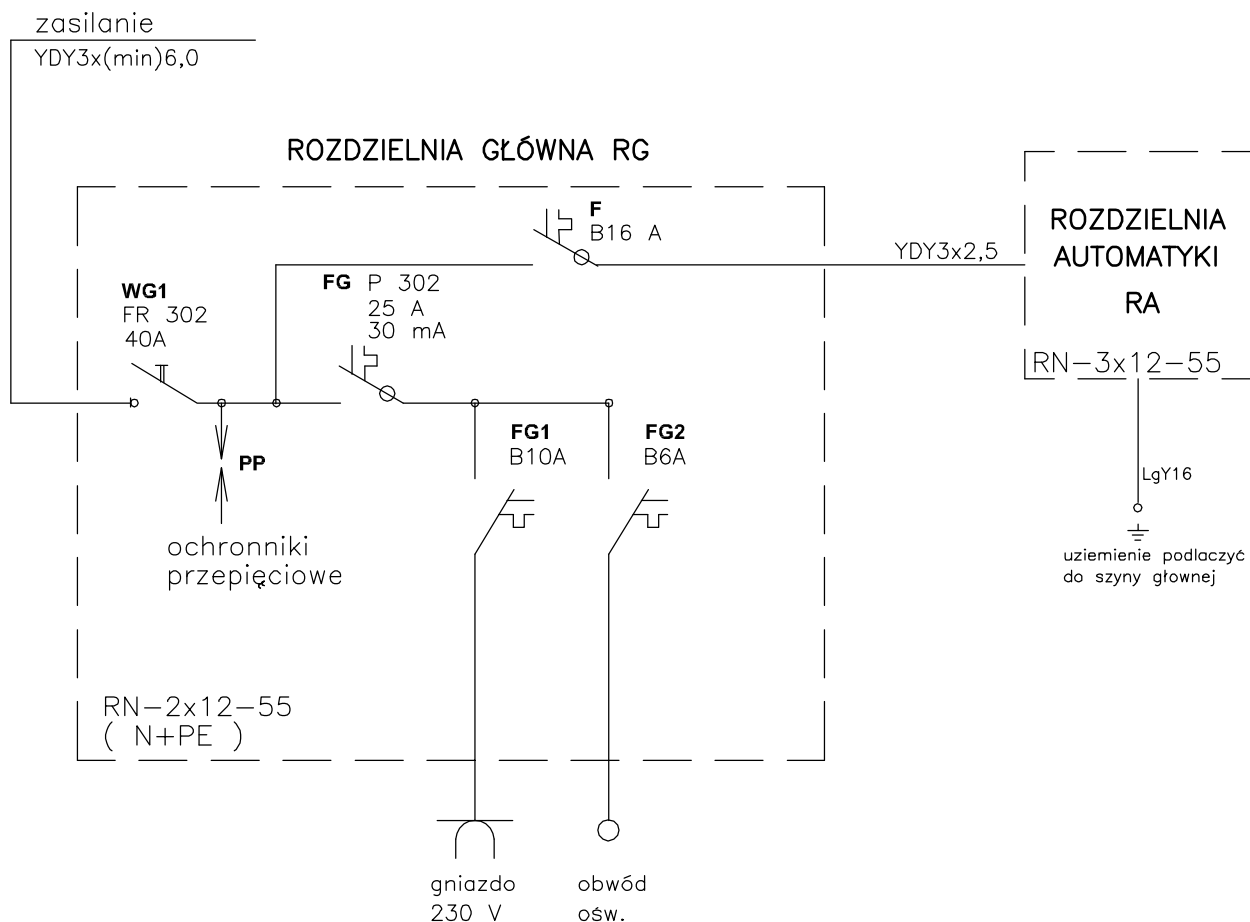 zasilanie
YDY3x(min)6,0
ROZDZIELNIA GŁÓWNA RG
F
B16 A
YDY3x2,5
ROZDZIELNIA
AUTOMATYKI
RA
RN-3x12-55
WG1
FR 302
40A
FG P 302
25 A
30 mA
PP
ochronniki
przepięciowe
FG1
B10A
FG2
B6A
LgY16
uziemienie podlaczyć
do szyny głownej
RN-2x12-55
( N+PE )
gniazdo
230 V
obwód
ośw.